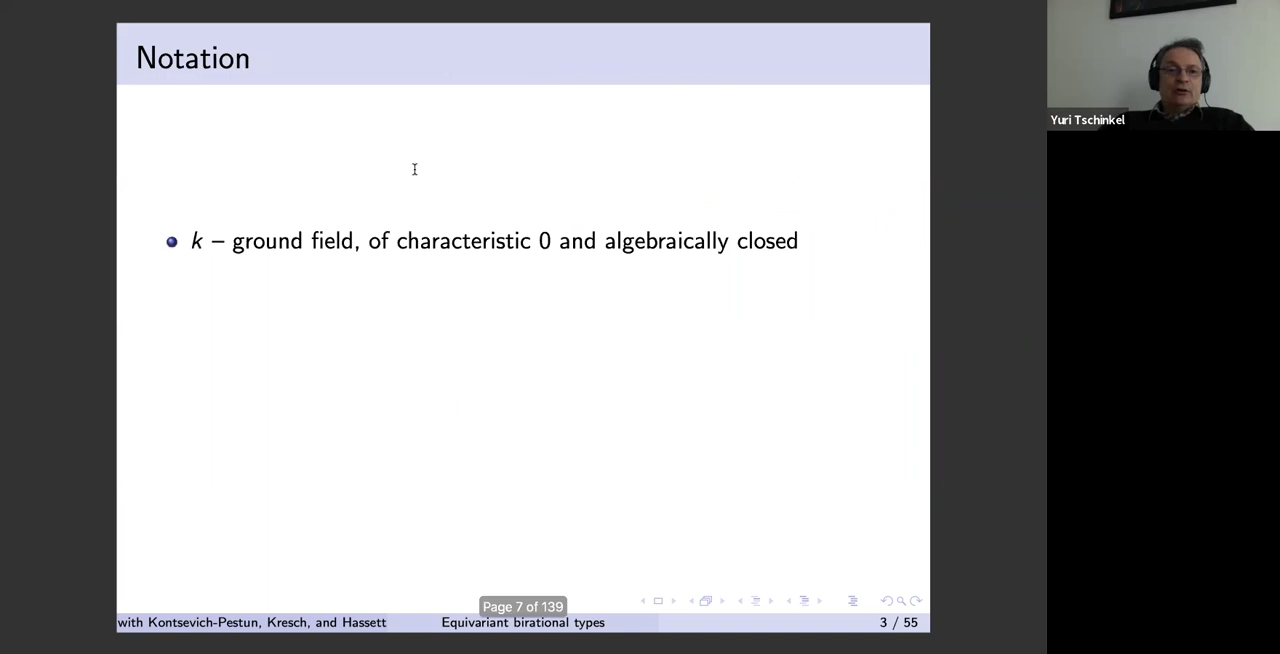 Notation
Yuri Tschinkel
k – ground field, of characteristic 0 and algebraically closed
Page 7 of 139
with Kontsevich-Pestun, Kresch, and Hassett Equivariant birational types 3 / 55